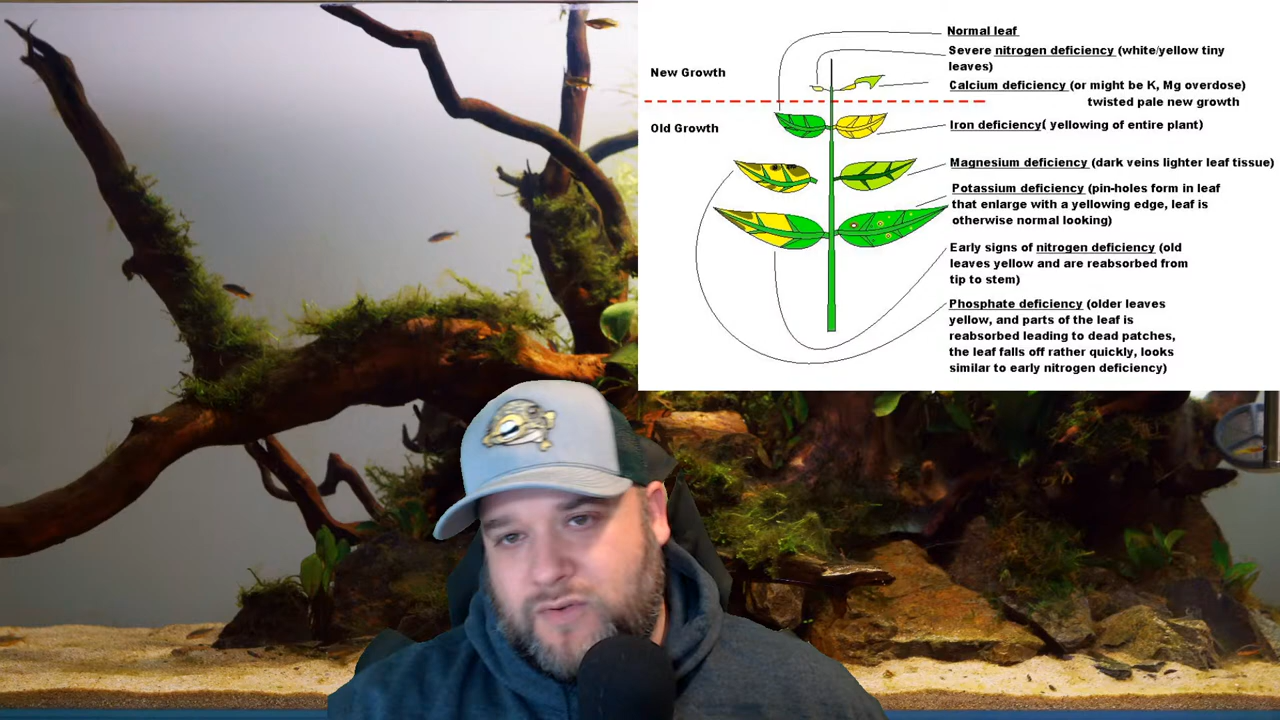 Normal leaf
Severe nitrogen deficiency (white/yellow tiny
leaves)
New Growth
Calcium deficiency (or might be K, Mg overdose)
twisted pale new growth
Old Growth
Iron deficiency( yellowing of entire plant)
Magnesium deficiency (dark veins lighter leaf tissue)
Potassium deficiency (pin-holes form in leaf
that enlarge with a yellowing edge, leaf is
otherwise normal looking)
Early signs of nitrogen deficiency (old
leaves yellow and are reabsorbed from
tip to stem)
Phosphate deficiency (older leaves
yellow, and parts of the leaf is
reabsorbed leading to dead patches,
the leaf falls off rather quickly, looks
similar to early nitrogen deficiency)